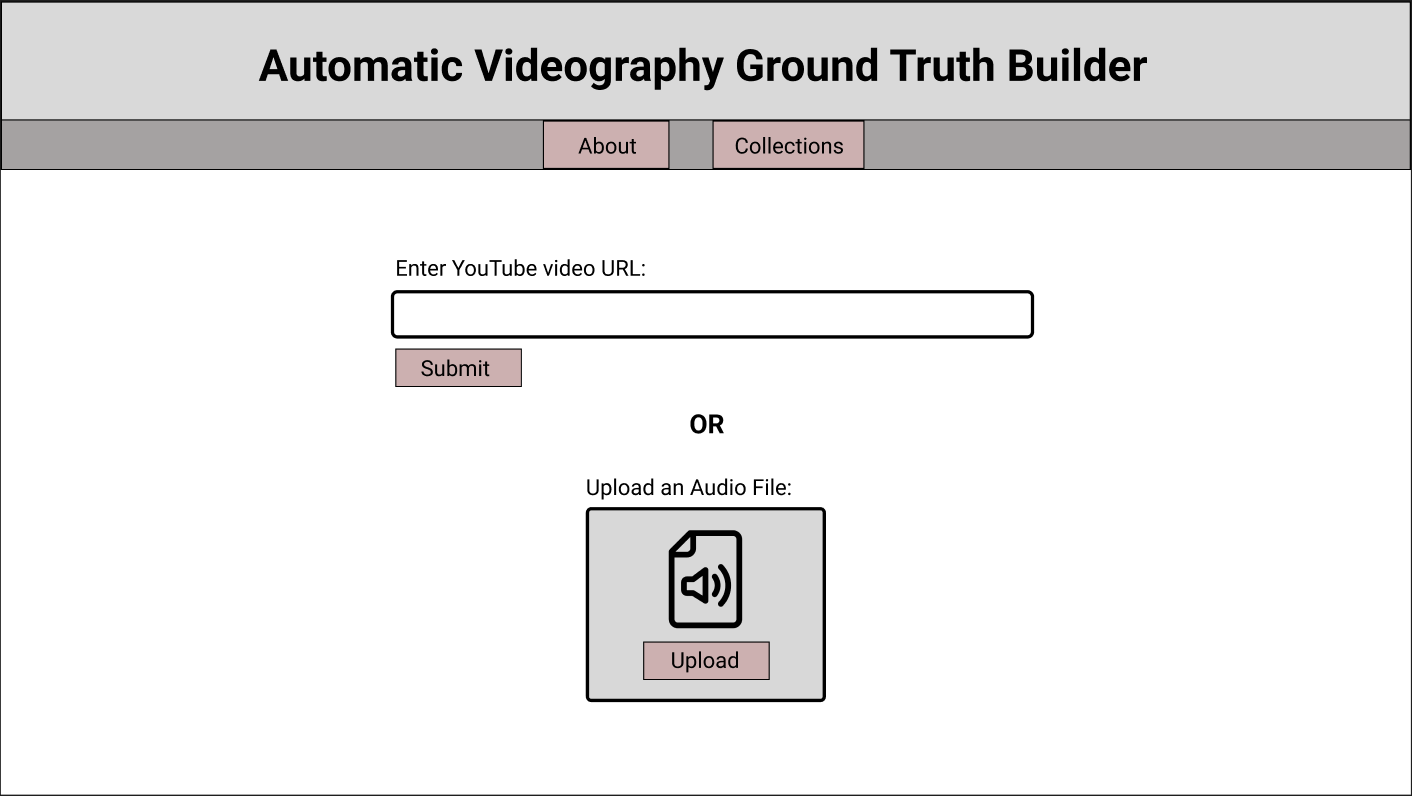 Automatic Videography Ground Truth Builder
About
Collections
Enter YouTube video URL:
Submit
OR
Upload an Audio File:
Upload